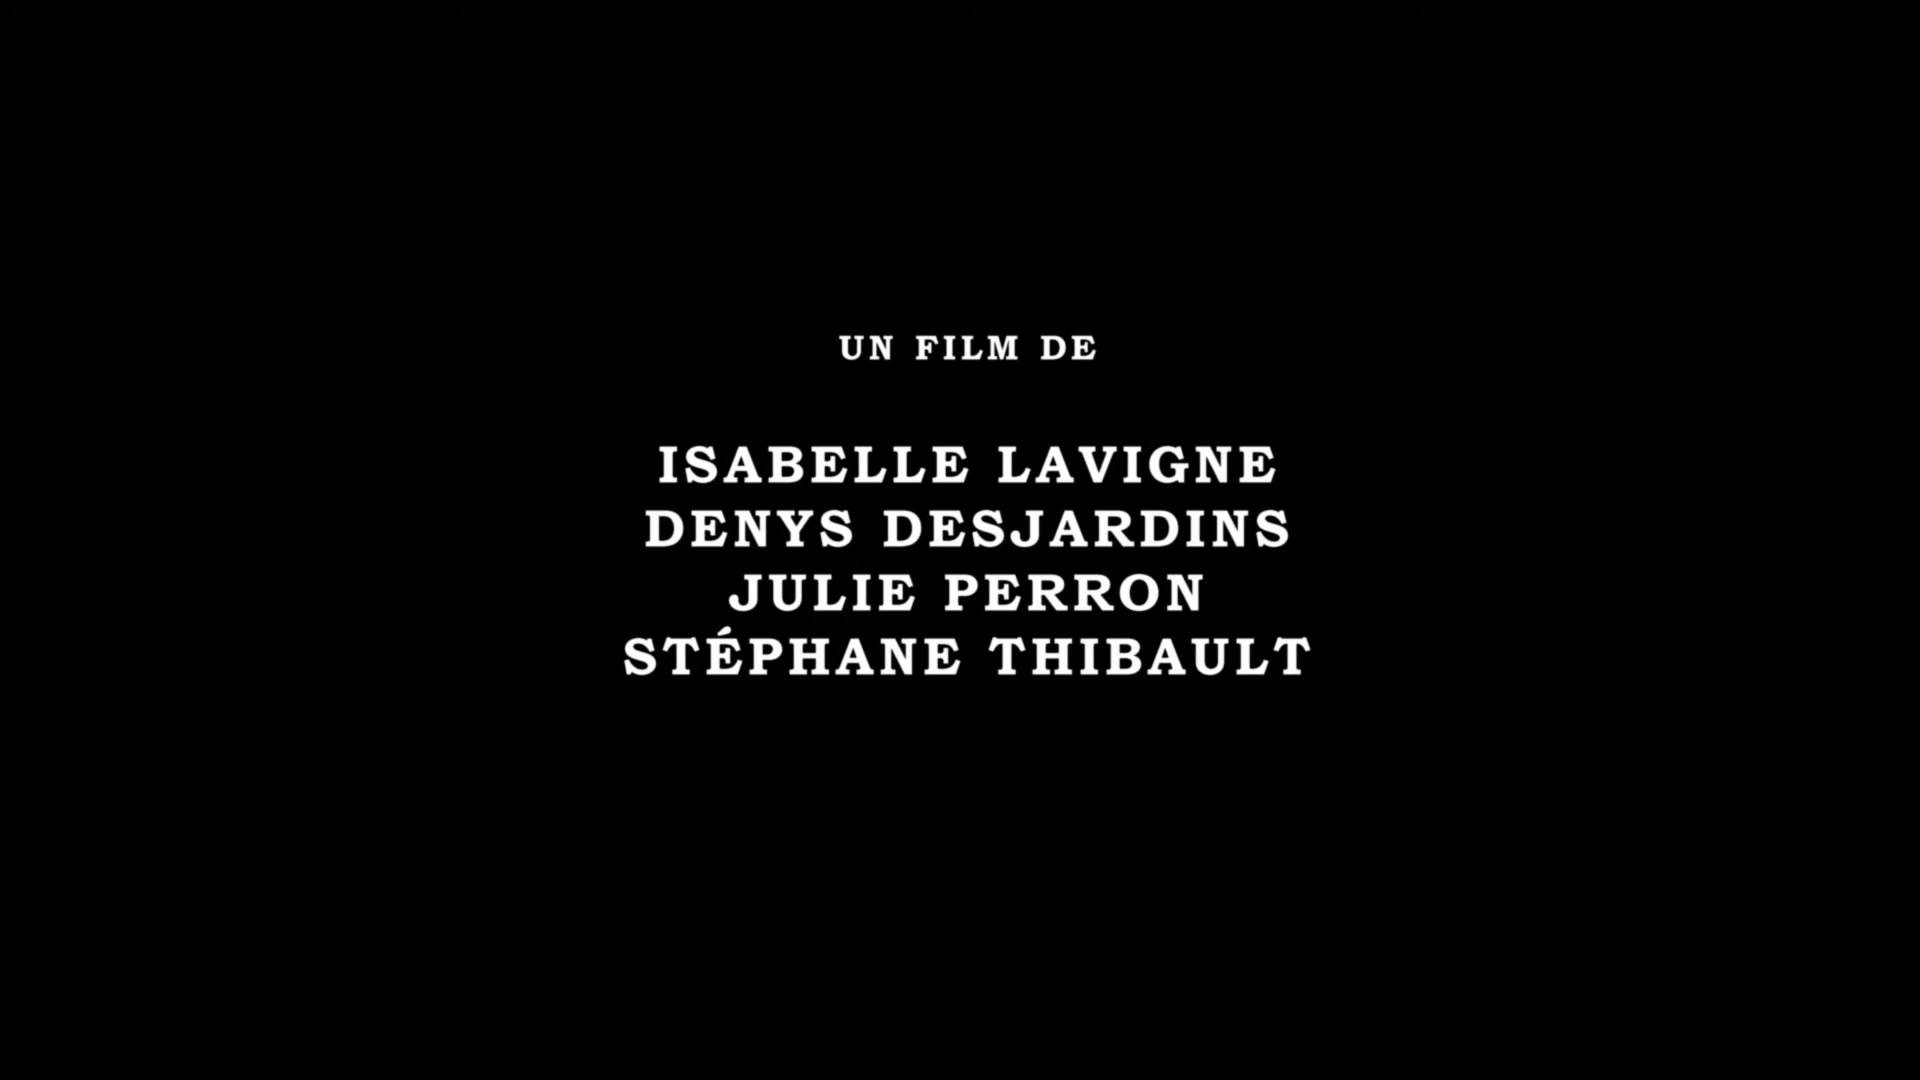 UN FILM DE
ISABELLE LAVIGNE
DENYS DESJARDINS
JULIE PERRON
STÉPHANE THIBAULT